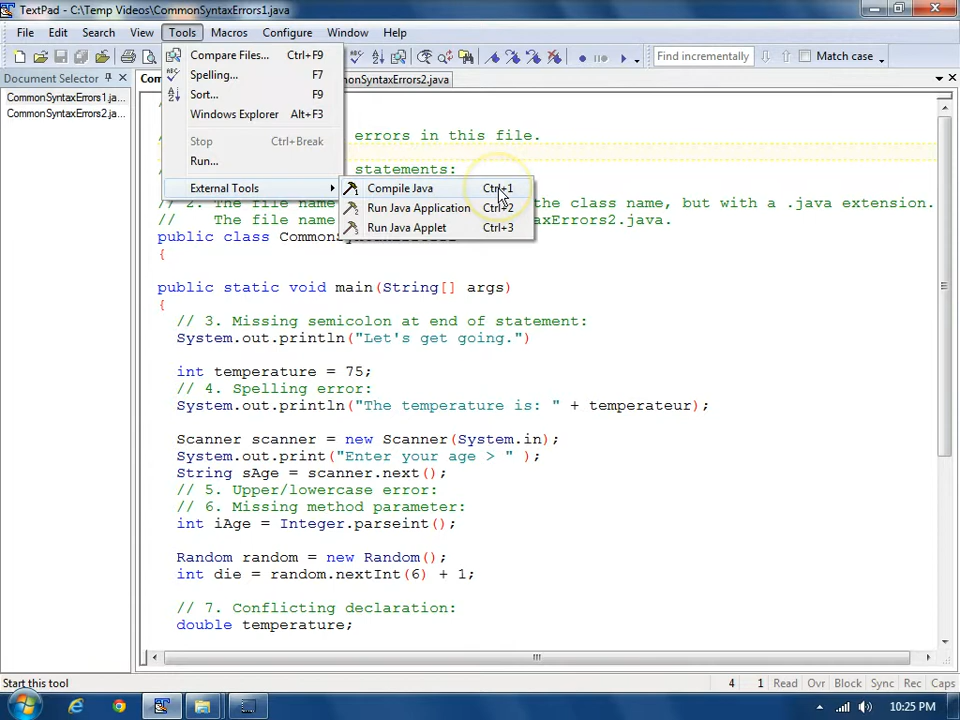 TextPad - C:\Temp Videos\CommonSyntaxErrors1.java
File Edit Search View Tools Macros Configure Window Help
Find incrementally Match case
Document Selector
CommonSyntaxErrors1.ja...
CommonSyntaxErrors2.ja...
Com
monSyntaxErrors2.java
Compare Files... Ctrl+F9
Spelling... F7
Sort... F9
Windows Explorer Alt+F3
Stop Ctrl+Break
Run...
External Tools
Compile Java Ctrl+1
Run Java Application Ctrl+2
Run Java Applet Ctrl+3
errors in this file.
statements:
// 2. The file name the class name, but with a .java extension.
// The file name axErrors2.java.
public class Common
{
public static void main(String[] args)
{
// 3. Missing semicolon at end of statement:
System.out.println("Let's get going.")
int temperature = 75;
// 4. Spelling error:
System.out.println("The temperature is: " + temperateur);
Scanner scanner = new Scanner(System.in);
System.out.print("Enter your age > " );
String sAge = scanner.next();
// 5. Upper/lowercase error:
// 6. Missing method parameter:
int iAge = Integer.parseint();
Random random = new Random();
int die = random.nextInt(6) + 1;
// 7. Conflicting declaration:
double temperature;
Start this tool 4 1 Read Ovr Block Sync Rec Caps
10:25 PM